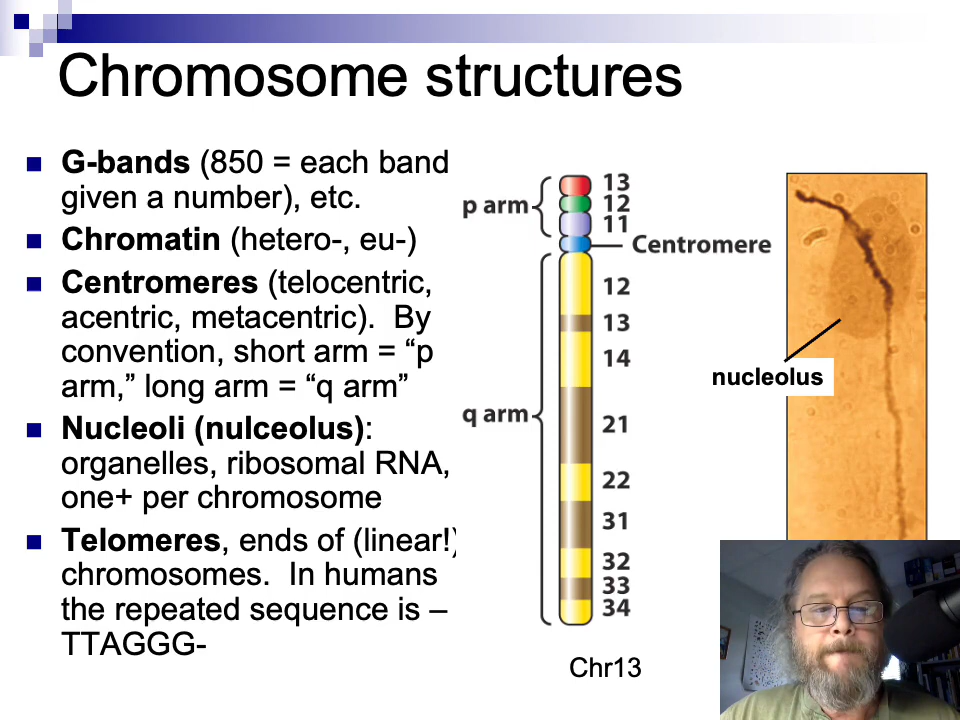 Chromosome structures
G-bands (850 = each band
given a number), etc.
Chromatin (hetero-, eu-)
Centromeres (telocentric,
acentric, metacentric).  By
convention, short arm = “p
arm,” long arm = “q arm”
Nucleoli (nulceolus):
organelles, ribosomal RNA,
one+ per chromosome
Telomeres, ends of (linear!)
chromosomes.  In humans
the repeated sequence is –
TTAGGG-
p arm
13
12
11
Centromere
q arm
12
13
14
21
22
31
32
33
34
Chr13
nucleolus